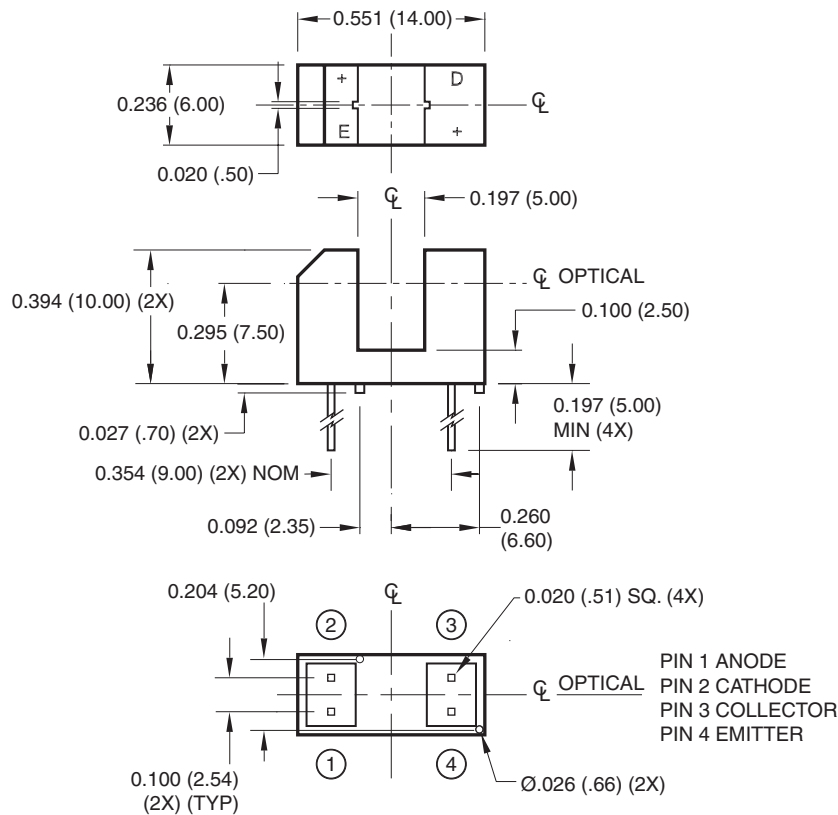 0.551 (14.00)
+ D
0.236 (6.00)
℄
E +
0.020 (.50)
℄
0.197 (5.00)
℄ OPTICAL
0.394 (10.00) (2X)
0.100 (2.50)
0.295 (7.50)
0.197 (5.00)
MIN (4X)
0.027 (.70) (2X)
0.354 (9.00) (2X) NOM
0.092 (2.35)
0.260
(6.60)
0.204 (5.20)
℄
0.020 (.51) SQ. (4X)
2 3
℄ OPTICAL
PIN 1 ANODE
PIN 2 CATHODE
PIN 3 COLLECTOR
PIN 4 EMITTER
1 4
0.100 (2.54)
(2X) (TYP)
Ø.026 (.66) (2X)